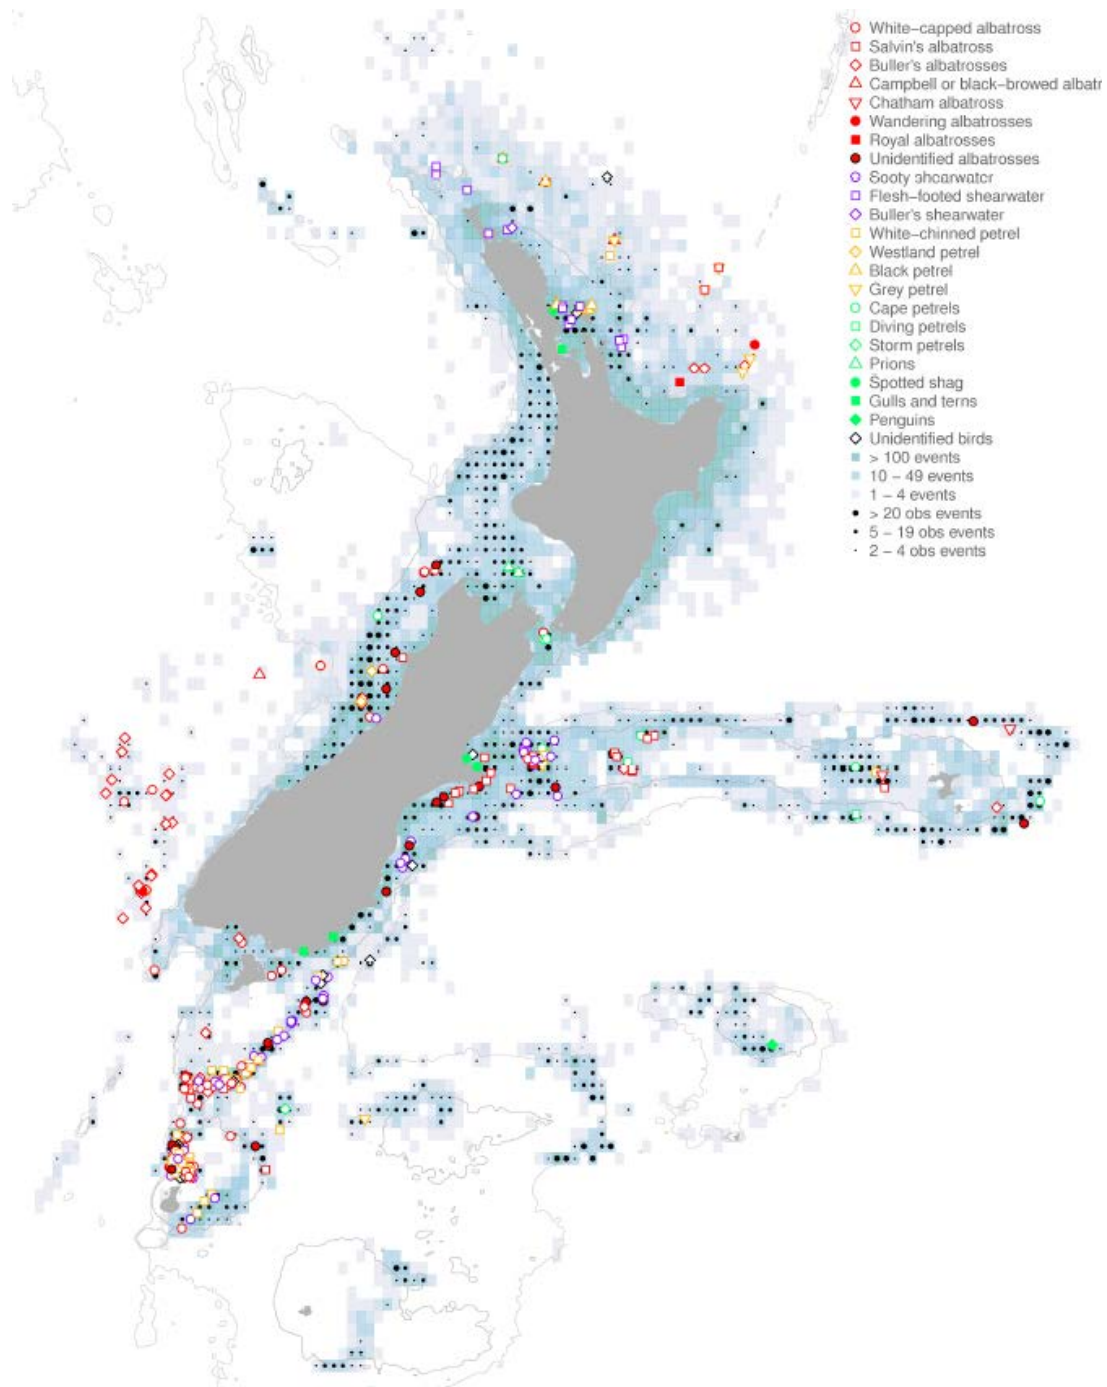 White−capped albatross
Salvin's albatross
Buller's albatrosses
Campbell or black−browed albatr
Chatham albatross
Wandering albatrosses
Royal albatrosses
Unidentified albatrosses
Sooty shearwater
Flesh−footed shearwater
Buller's shearwater
White−chinned petrel
Westland petrel
Black petrel
Grey petrel
Cape petrels
Diving petrels
Storm petrels
Prions
Spotted shag
Gulls and terns
Penguins
Unidentified birds
> 100 events
10 − 49 events
1 − 4 events
> 20 obs events
5 − 19 obs events
2 − 4 obs events